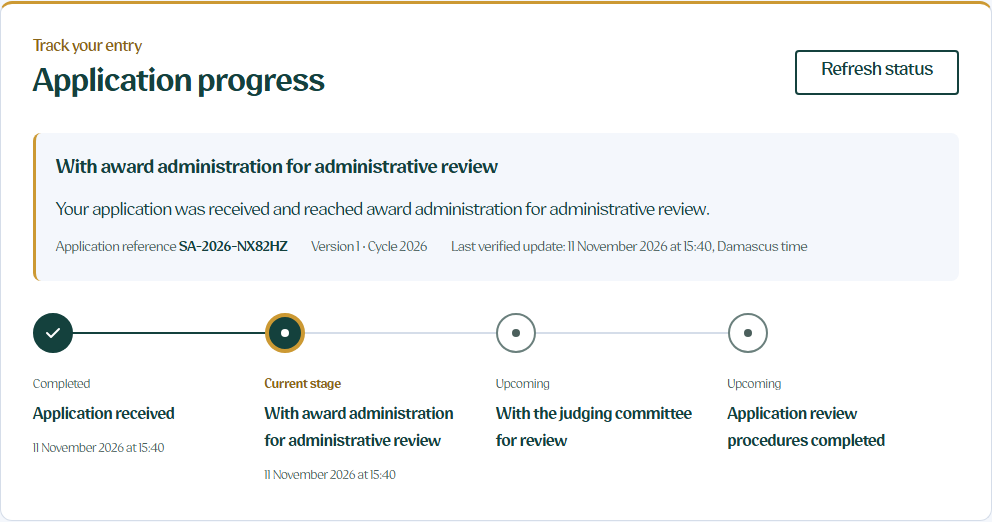 Track your entry
Application progress
Refresh status
With award administration for administrative review
Your application was received and reached award administration for administrative review.
Application reference SA-2026-NX82HZ Version 1 · Cycle 2026 Last verified update: 11 November 2026 at 15:40, Damascus time
Completed
Application received
11 November 2026 at 15:40
Current stage
With award administration
for administrative review
11 November 2026 at 15:40
Upcoming
With the judging committee
for review
Upcoming
Application review
procedures completed